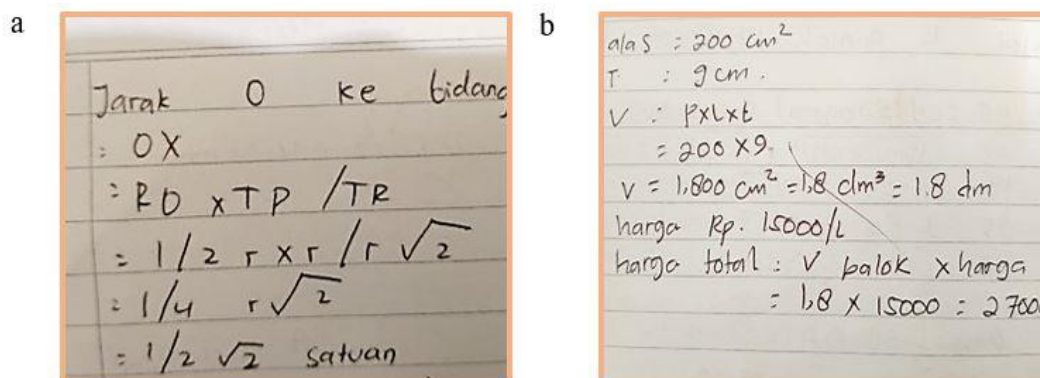 a
Jarak O ke bidang
= OX
= RO x TP / TR
= 1/2 r x r / r √2
= 1/4 r √2
= 1/2 √2 satuan
b
alas : 200 cm²
T : 9 cm.
V : pxlxt
= 200 x 9.
V = 1.800 cm² = 1,8 dm³ = 1.8 dm
harga Rp. 15000/L
harga total : V balok x harga
= 1,8 x 15000 = 2700